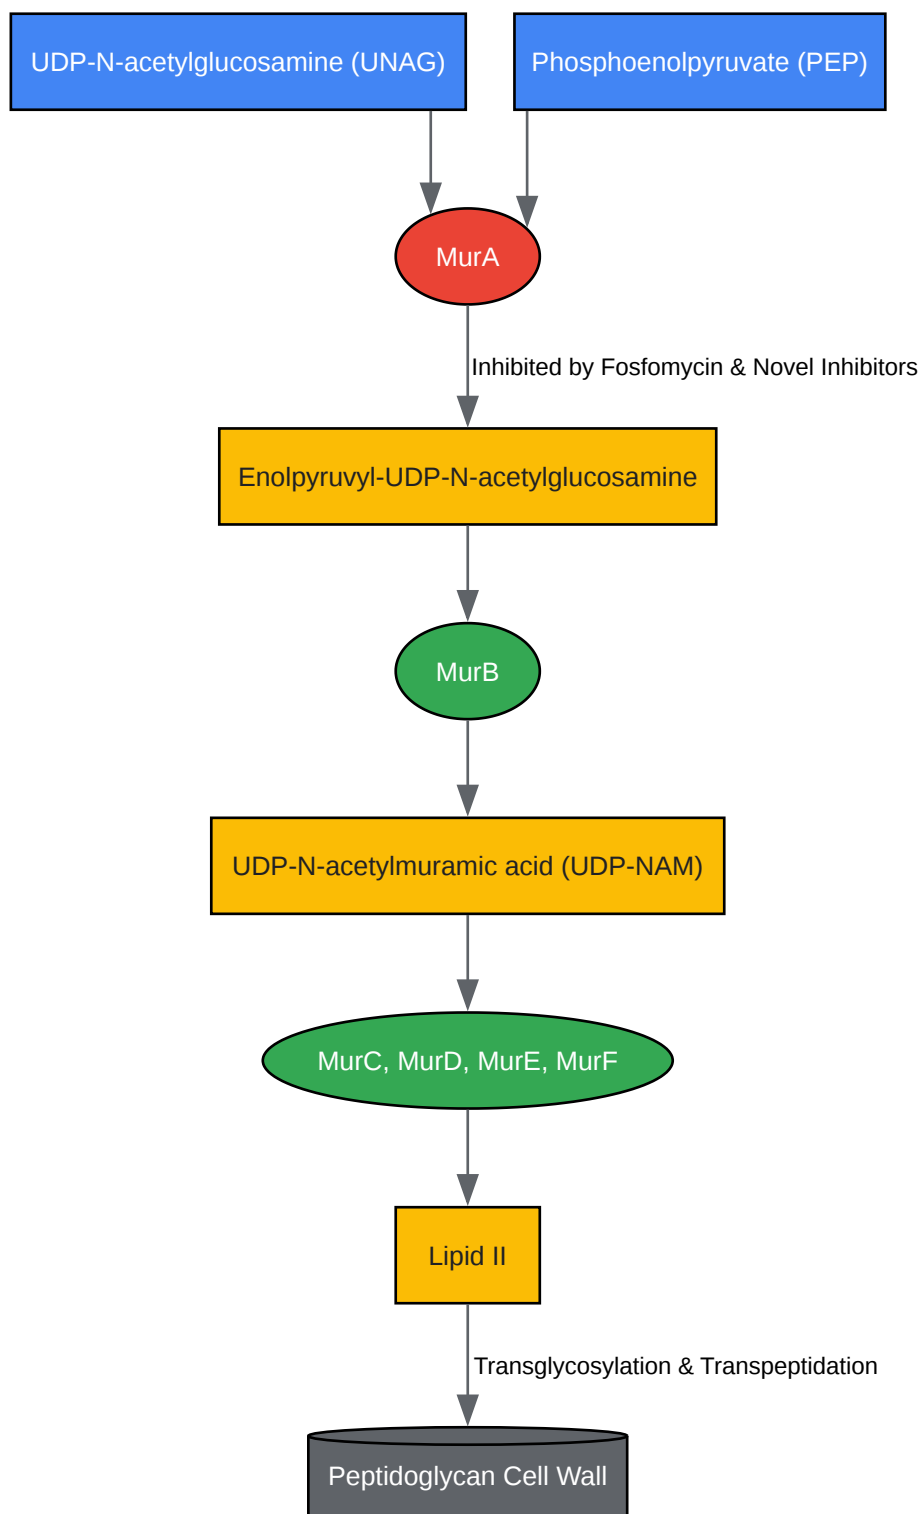 UDP-N-acetylglucosamine (UNAG)
Phosphoenolpyruvate (PEP)
MurA
Inhibited by Fosfomycin & Novel Inhibitors
Enolpyruvyl-UDP-N-acetylglucosamine
MurB
UDP-N-acetylmuramic acid (UDP-NAM)
MurC, MurD, MurE, MurF
Lipid II
Transglycosylation & Transpeptidation
Peptidoglycan Cell Wall